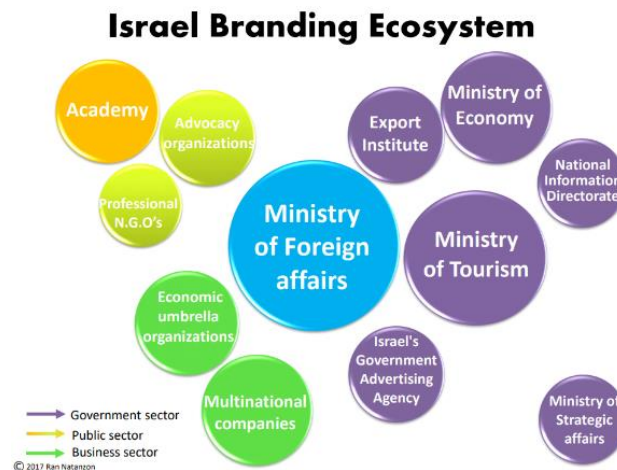 Israel Branding Ecosystem
Academy
Advocacy
organizations
Professional
N.G.O's
Ministry
of Foreign
affairs
Economic
umbrella
organizations
Multinational
companies
Export
Institute
Ministry of
Economy
National
Information
Directorate
Ministry
of Tourism
Israel's
Government
Advertising
Agency
Ministry of
Strategic
affairs
Government sector
Public sector
Business sector
© 2017 Ran Natanzon